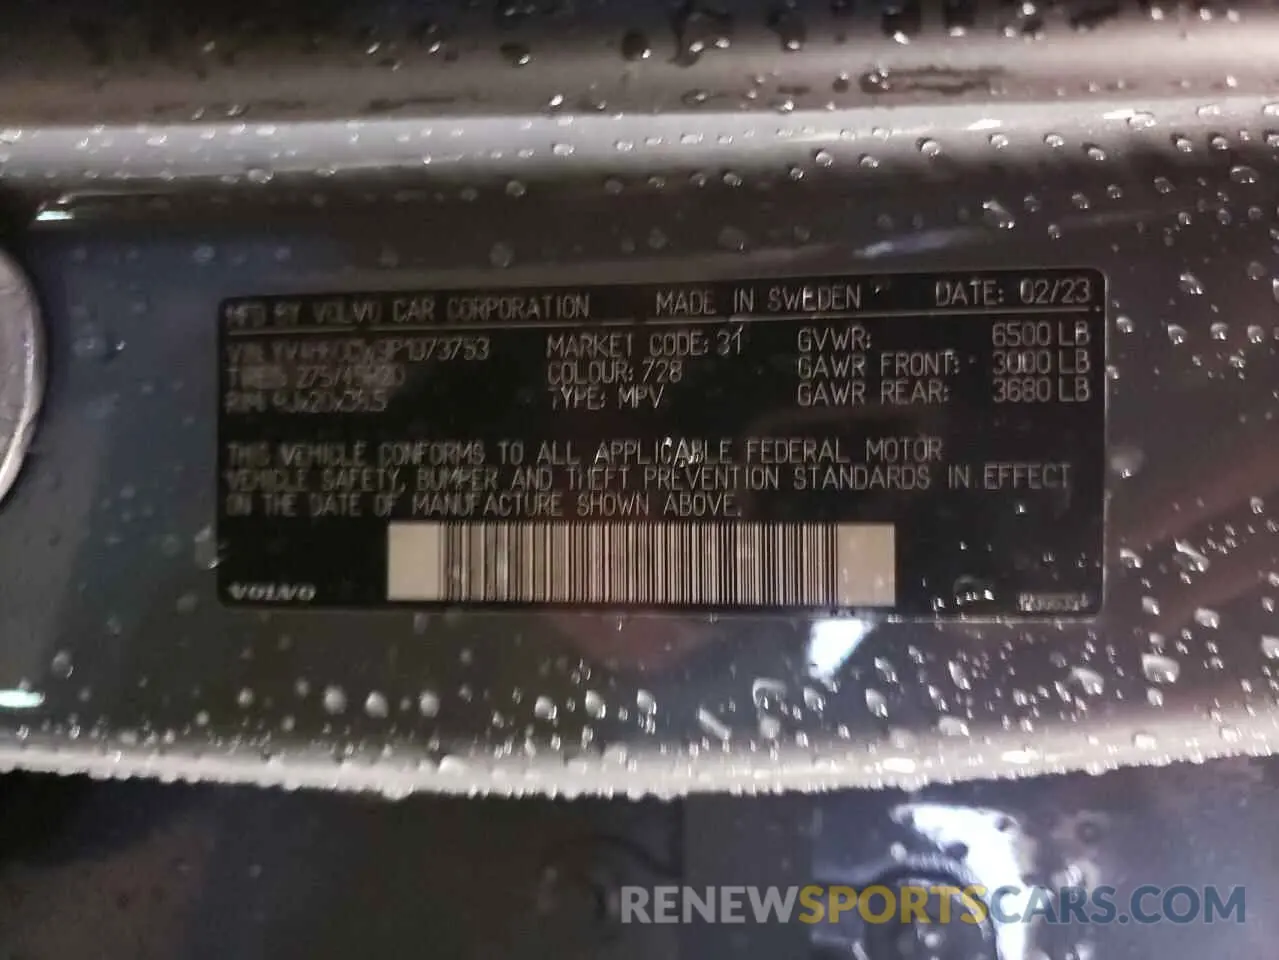 MFD BY VOLVO CAR CORPORATION MADE IN SWEDEN DATE: 02/23
MARKET CODE: 31 GVWR: 6500 LB
COLOUR: 728 GAWR FRONT: 3000 LB
TYPE: MPV GAWR REAR: 3680 LB
THIS VEHICLE CONFORMS TO ALL APPLICABLE FEDERAL MOTOR
VEHICLE SAFETY, BUMPER AND THEFT PREVENTION STANDARDS IN EFFECT
ON THE DATE OF MANUFACTURE SHOWN ABOVE.
VOLVO
RENEWSPORTSCARS.COM